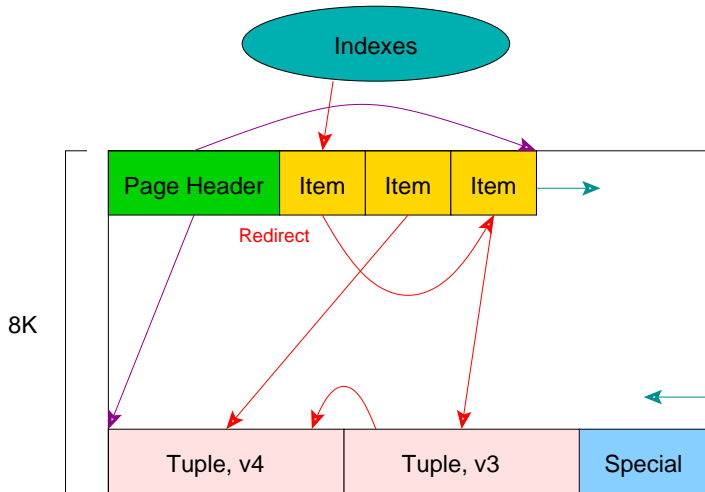 Indexes
Page Header Item Item Item
Redirect
8K
Tuple, v4 Tuple, v3 Special